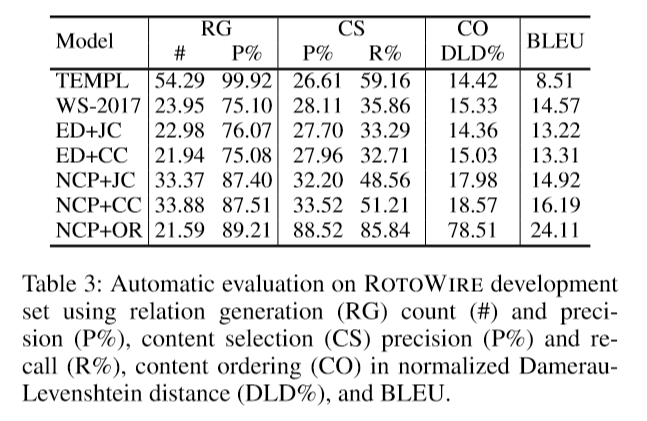 Model RG CS CO BLEU
# P% P% R% DLD%
TEMPL 54.29 99.92 26.61 59.16 14.42 8.51
WS-2017 23.95 75.10 28.11 35.86 15.33 14.57
ED+JC 22.98 76.07 27.70 33.29 14.36 13.22
ED+CC 21.94 75.08 27.96 32.71 15.03 13.31
NCP+JC 33.37 87.40 32.20 48.56 17.98 14.92
NCP+CC 33.88 87.51 33.52 51.21 18.57 16.19
NCP+OR 21.59 89.21 88.52 85.84 78.51 24.11
Table 3: Automatic evaluation on ROTOWIRE development
set using relation generation (RG) count (#) and preci-
sion (P%), content selection (CS) precision (P%) and re-
call (R%), content ordering (CO) in normalized Damerau-
Levenshtein distance (DLD%), and BLEU.